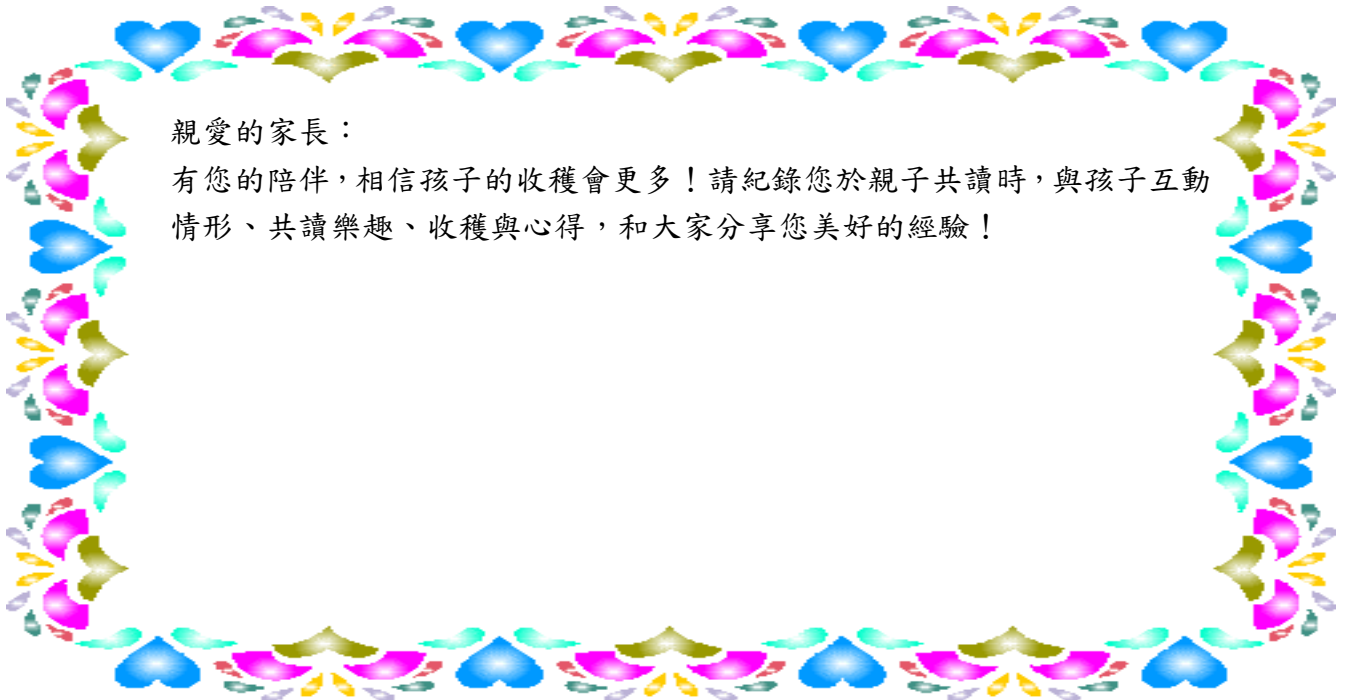 親愛的家長：
有您的陪伴，相信孩子的收穫會更多！請紀錄您於親子共讀時，與孩子互動
情形、共讀樂趣、收穫與心得，和大家分享您美好的經驗！